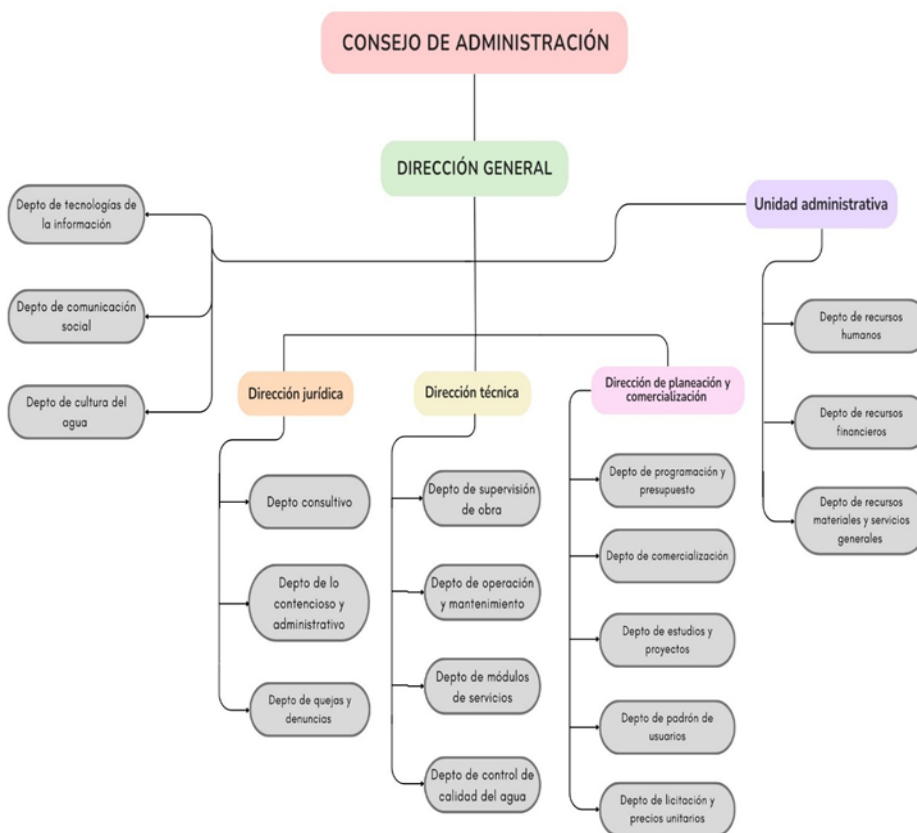 CONSEJO DE ADMINISTRACIÓN
DIRECCIÓN GENERAL
Depto de tecnologías de
la información
Depto de comunicación
social
Depto de cultura del
agua
Unidad administrativa
Depto de recursos
humanos
Depto de recursos
financieros
Depto de recursos
materiales y servicios
generales
Dirección jurídica
Depto consultivo
Depto de lo
contencioso y
administrativo
Depto de quejas y
denuncias
Dirección técnica
Depto de supervisión
de obra
Depto de operación
y mantenimiento
Depto de módulos
de servicios
Depto de control de
calidad del agua
Dirección de planeación y
comercialización
Depto de programación y
presupuesto
Depto de comercialización
Depto de estudios y
proyectos
Depto de padrón de
usuarios
Depto de licitación y
precios unitarios